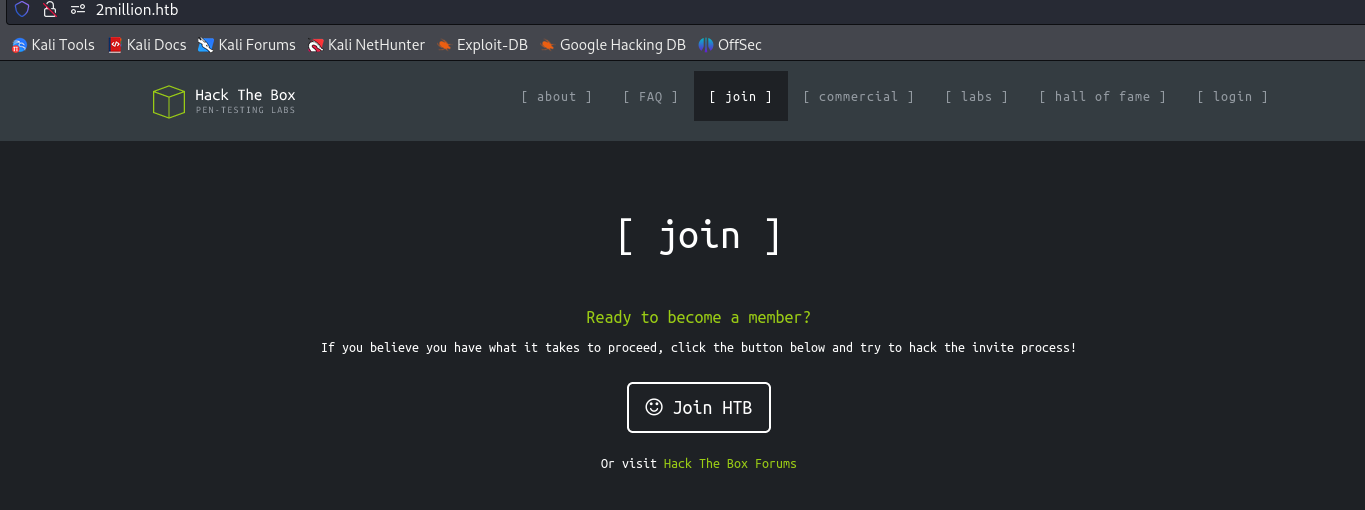 2million.htb
Kali Tools Kali Docs Kali Forums Kali NetHunter Exploit-DB Google Hacking DB OffSec
Hack The Box
PEN-TESTING LABS
[ about ] [ FAQ ] [ join ] [ commercial ] [ labs ] [ hall of fame ] [ login ]
[ join ]
Ready to become a member?
If you believe you have what it takes to proceed, click the button below and try to hack the invite process!
Join HTB
Or visit Hack The Box Forums